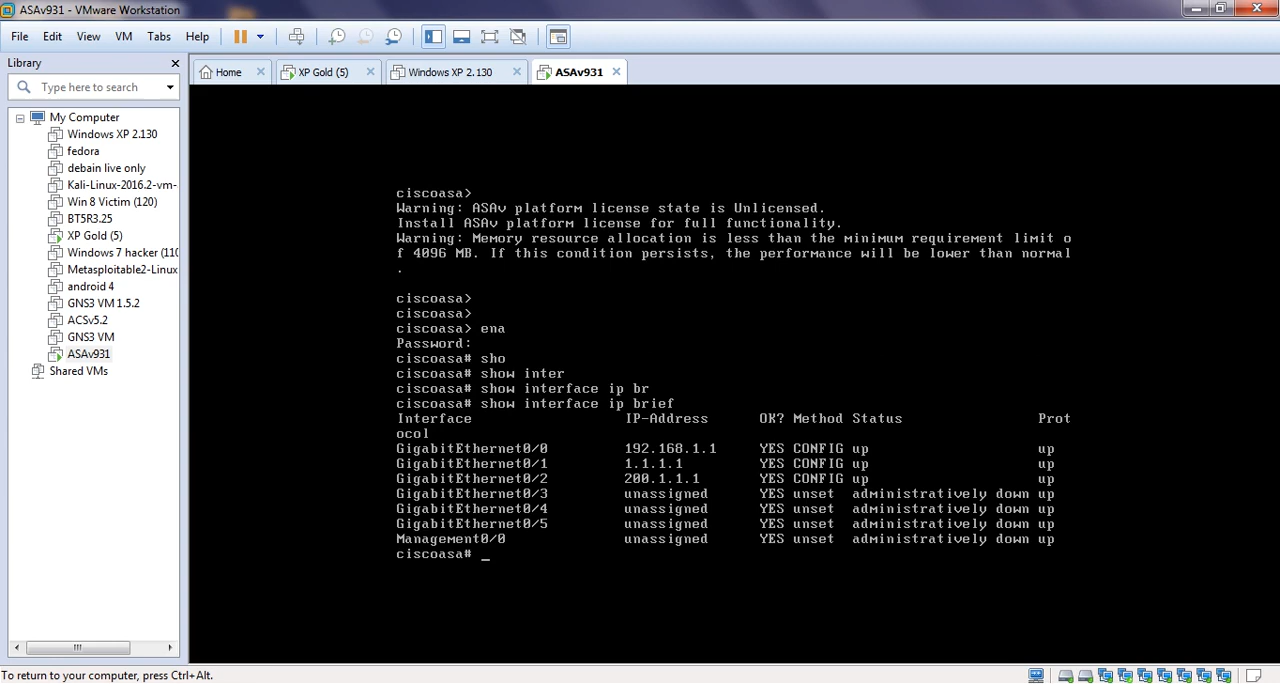 ASAv931 - VMware Workstation
File Edit View VM Tabs Help
Library
Type here to search
Home
XP Gold (5)
Windows XP 2.130
ASAv931
My Computer
Windows XP 2.130
fedora
debain live only
Kali-Linux-2016.2-vm-
Win 8 Victim (120)
BT5R3.25
XP Gold (5)
Windows 7 hacker (110
Metasploitable2-Linux
android 4
GNS3 VM 1.5.2
ACSv5.2
GNS3 VM
ASAv931
Shared VMs
ciscoasa>
Warning: ASAv platform license state is Unlicensed.
Install ASAv platform license for full functionality.
Warning: Memory resource allocation is less than the minimum requirement limit o
f 4096 MB. If this condition persists, the performance will be lower than normal
.
ciscoasa>
ciscoasa>
ciscoasa> ena
Password:
ciscoasa# sho
ciscoasa# show inter
ciscoasa# show interface ip br
ciscoasa# show interface ip brief
Interface IP-Address OK? Method Status Prot
ocol
GigabitEthernet0/0 192.168.1.1 YES CONFIG up up
GigabitEthernet0/1 1.1.1.1 YES CONFIG up up
GigabitEthernet0/2 200.1.1.1 YES CONFIG up up
GigabitEthernet0/3 unassigned YES unset administratively down up
GigabitEthernet0/4 unassigned YES unset administratively down up
GigabitEthernet0/5 unassigned YES unset administratively down up
Management0/0 unassigned YES unset administratively down up
ciscoasa# _
To return to your computer, press Ctrl+Alt.